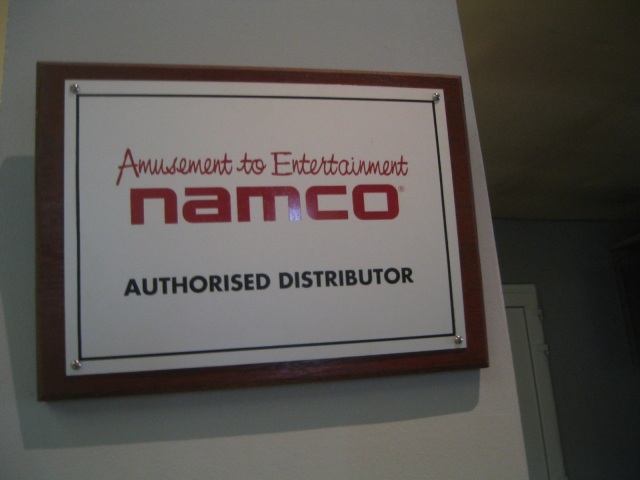 Amusement to Entertainment
namco®
AUTHORISED DISTRIBUTOR